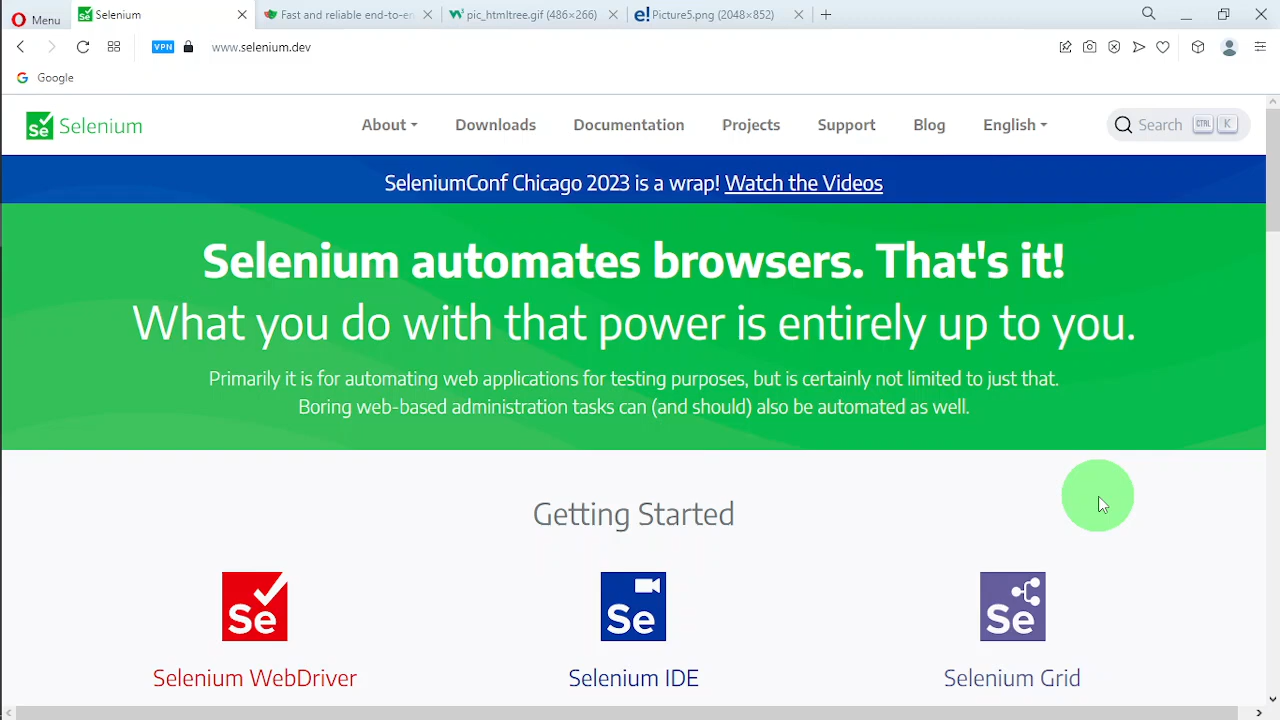 Menu
Selenium
Fast and reliable end-to-en
pic_htmltree.gif (486×266)
Picture5.png (2048×852)
VPN
www.selenium.dev
Google
Se Selenium
About
Downloads
Documentation
Projects
Support
Blog
English
Search CTRL K
SeleniumConf Chicago 2023 is a wrap! Watch the Videos
Selenium automates browsers. That's it!
What you do with that power is entirely up to you.
Primarily it is for automating web applications for testing purposes, but is certainly not limited to just that.
Boring web-based administration tasks can (and should) also be automated as well.
Getting Started
Se
Se
Se
Selenium WebDriver
Selenium IDE
Selenium Grid